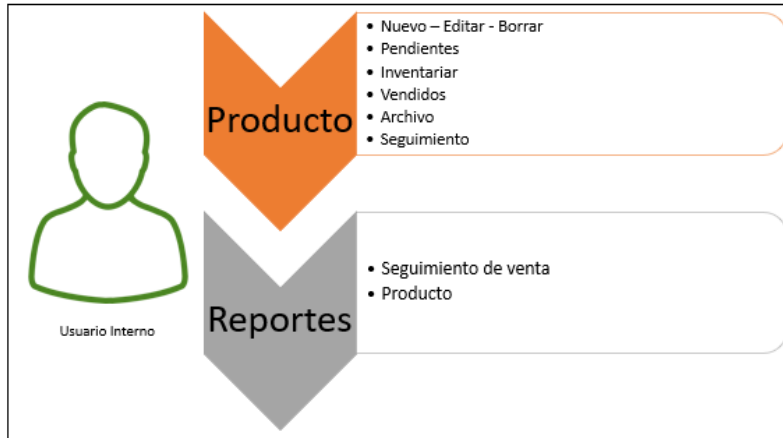 Producto
• Nuevo – Editar - Borrar
• Pendientes
• Inventariar
• Vendidos
• Archivo
• Seguimiento
Reportes
• Seguimiento de venta
• Producto
Usuario Interno